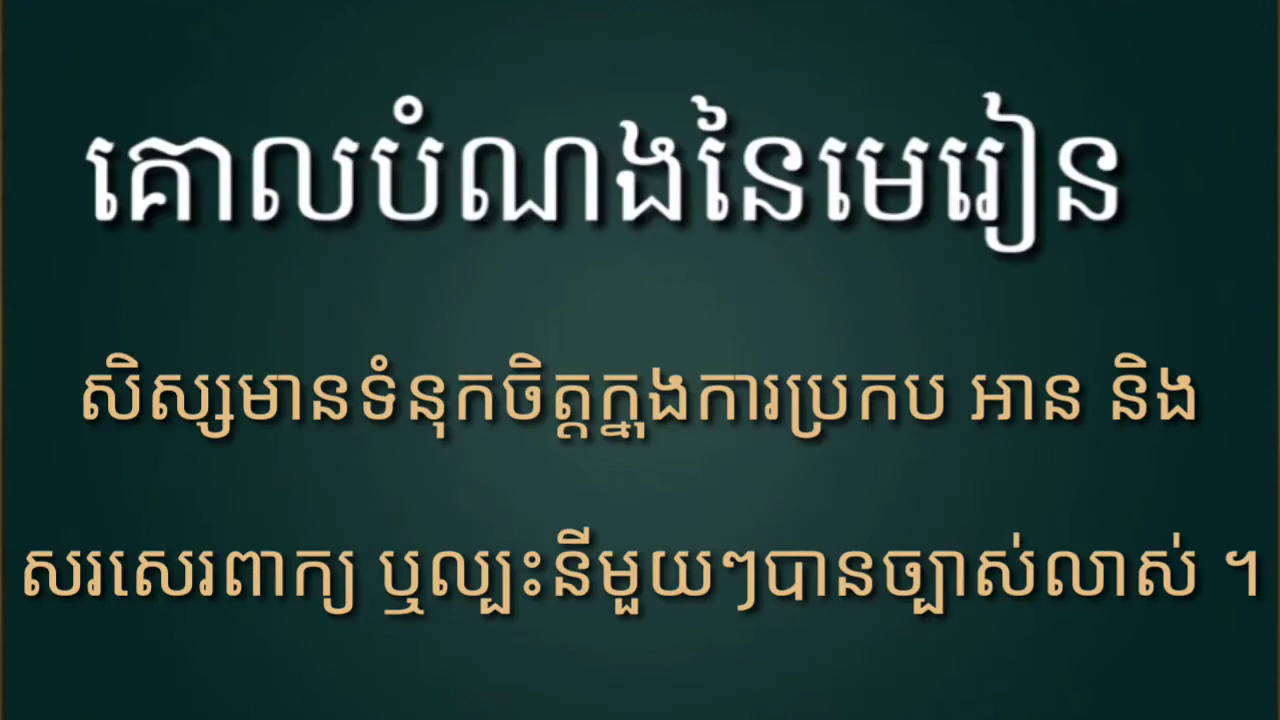 គោលបំណងនៃមេរៀន
សិស្សមានទំនុកចិត្តក្នុងការប្រកប អាន និង
សរសេរពាក្យ ឬល្បះនីមួយៗបានច្បាស់លាស់ ។